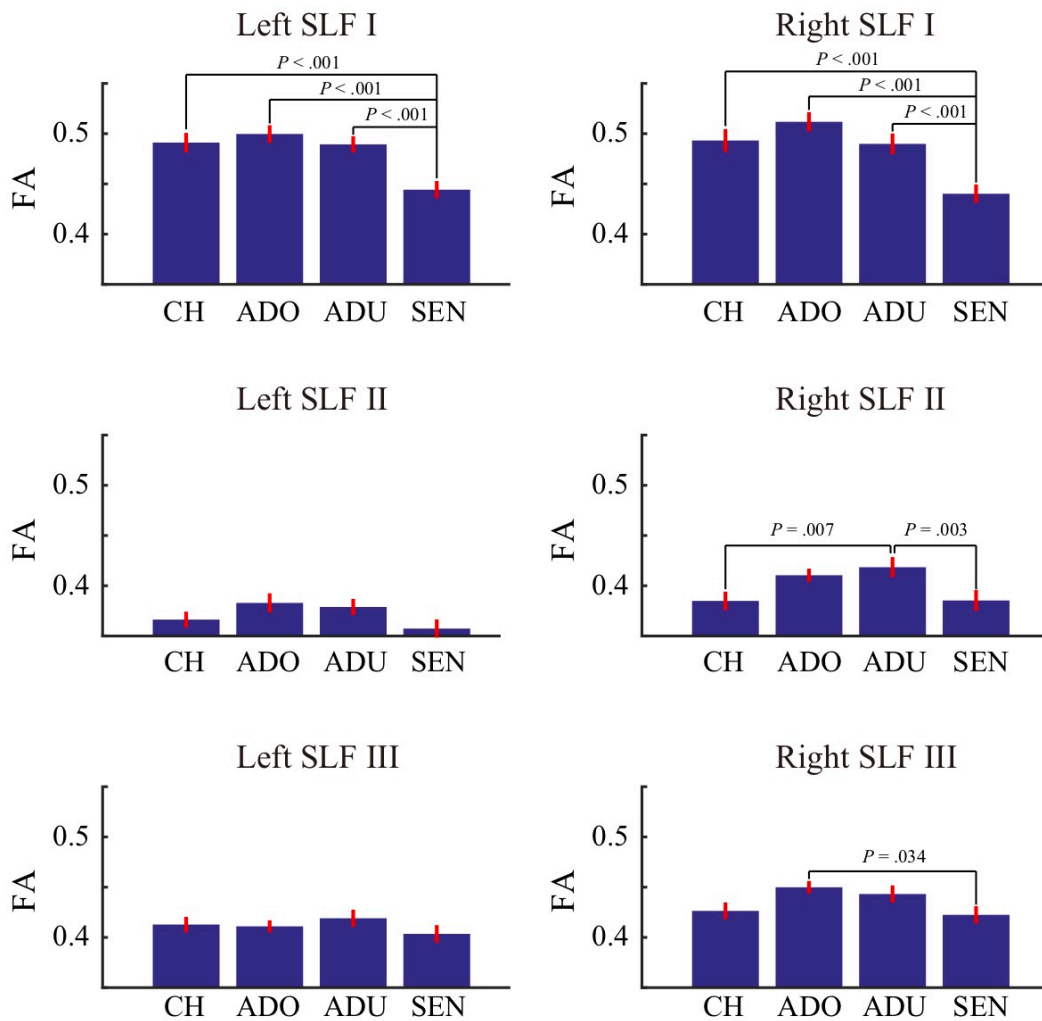 Left SLF I
P < .001
P < .001
P < .001
0.5
0.4
FA
CH ADO ADU SEN
Right SLF I
P < .001
P < .001
P < .001
0.5
0.4
FA
CH ADO ADU SEN
Left SLF II
0.5
0.4
FA
CH ADO ADU SEN
Right SLF II
P = .007 P = .003
0.5
0.4
FA
CH ADO ADU SEN
Left SLF III
0.5
0.4
FA
CH ADO ADU SEN
Right SLF III
P = .034
0.5
0.4
FA
CH ADO ADU SEN